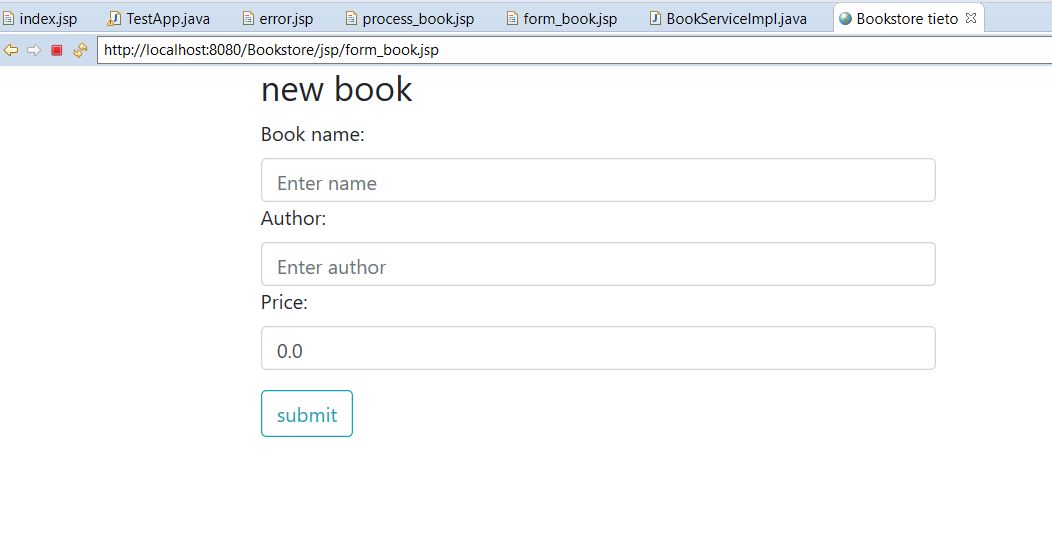 index.jsp TestApp.java error.jsp process_book.jsp form_book.jsp BookServiceImpl.java Bookstore tieto
http://localhost:8080/Bookstore/jsp/form_book.jsp
new book
Book name:
Enter name
Author:
Enter author
Price:
0.0
submit